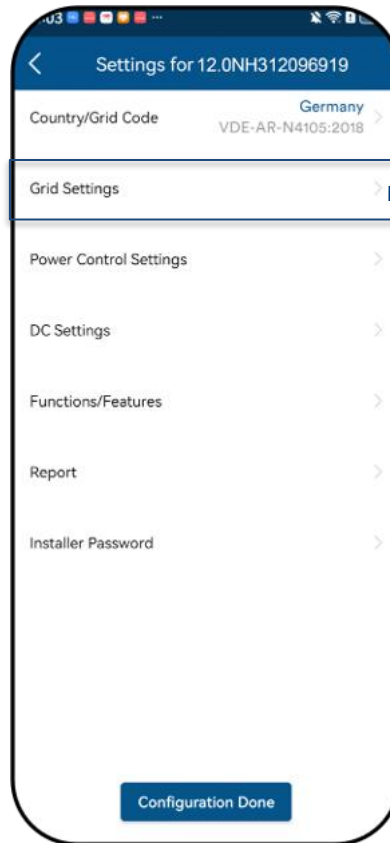 :03
Settings for 12.0NH312096919
Country/Grid Code
Germany
VDE-AR-N4105:2018
Grid Settings
Power Control Settings
DC Settings
Functions/Features
Report
Installer Password
Configuration Done